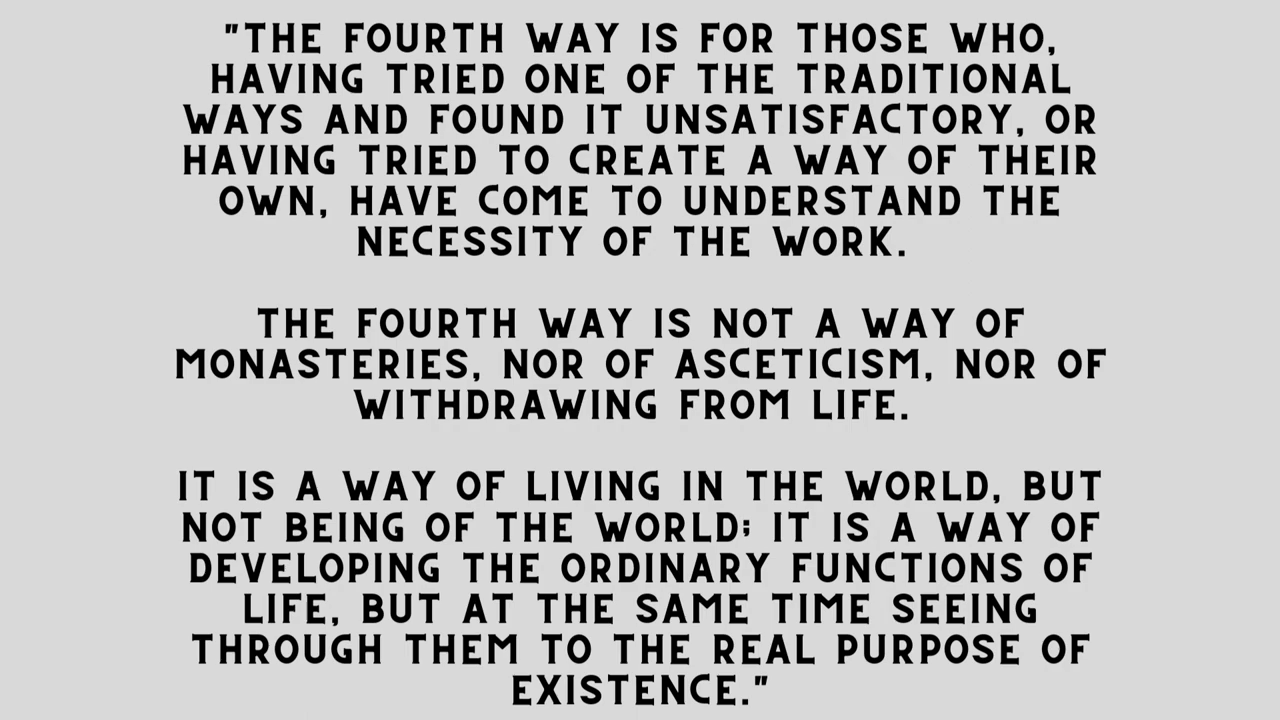 "THE FOURTH WAY IS FOR THOSE WHO,
HAVING TRIED ONE OF THE TRADITIONAL
WAYS AND FOUND IT UNSATISFACTORY, OR
HAVING TRIED TO CREATE A WAY OF THEIR
OWN, HAVE COME TO UNDERSTAND THE
NECESSITY OF THE WORK.
THE FOURTH WAY IS NOT A WAY OF
MONASTERIES, NOR OF ASCETICISM, NOR OF
WITHDRAWING FROM LIFE.
IT IS A WAY OF LIVING IN THE WORLD, BUT
NOT BEING OF THE WORLD; IT IS A WAY OF
DEVELOPING THE ORDINARY FUNCTIONS OF
LIFE, BUT AT THE SAME TIME SEEING
THROUGH THEM TO THE REAL PURPOSE OF
EXISTENCE."